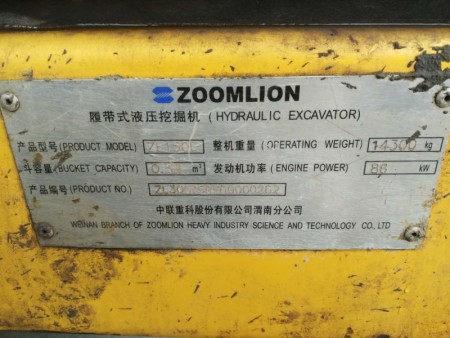 ZOOMLION
履带式液压挖掘机 (HYDRAULIC EXCAVATOR)
产品型号(PRODUCT MODEL) 整机重量(OPERATING WEIGHT) 14300 kg
斗容量(BUCKET CAPACITY) m³ 发动机功率(ENGINE POWER) 86 kW
产品编号(PRODUCT NO.)
中联重科股份有限公司渭南分公司
WEINAN BRANCH OF ZOOMLION HEAVY INDUSTRY SCIENCE AND TECHNOLOGY CO., LTD